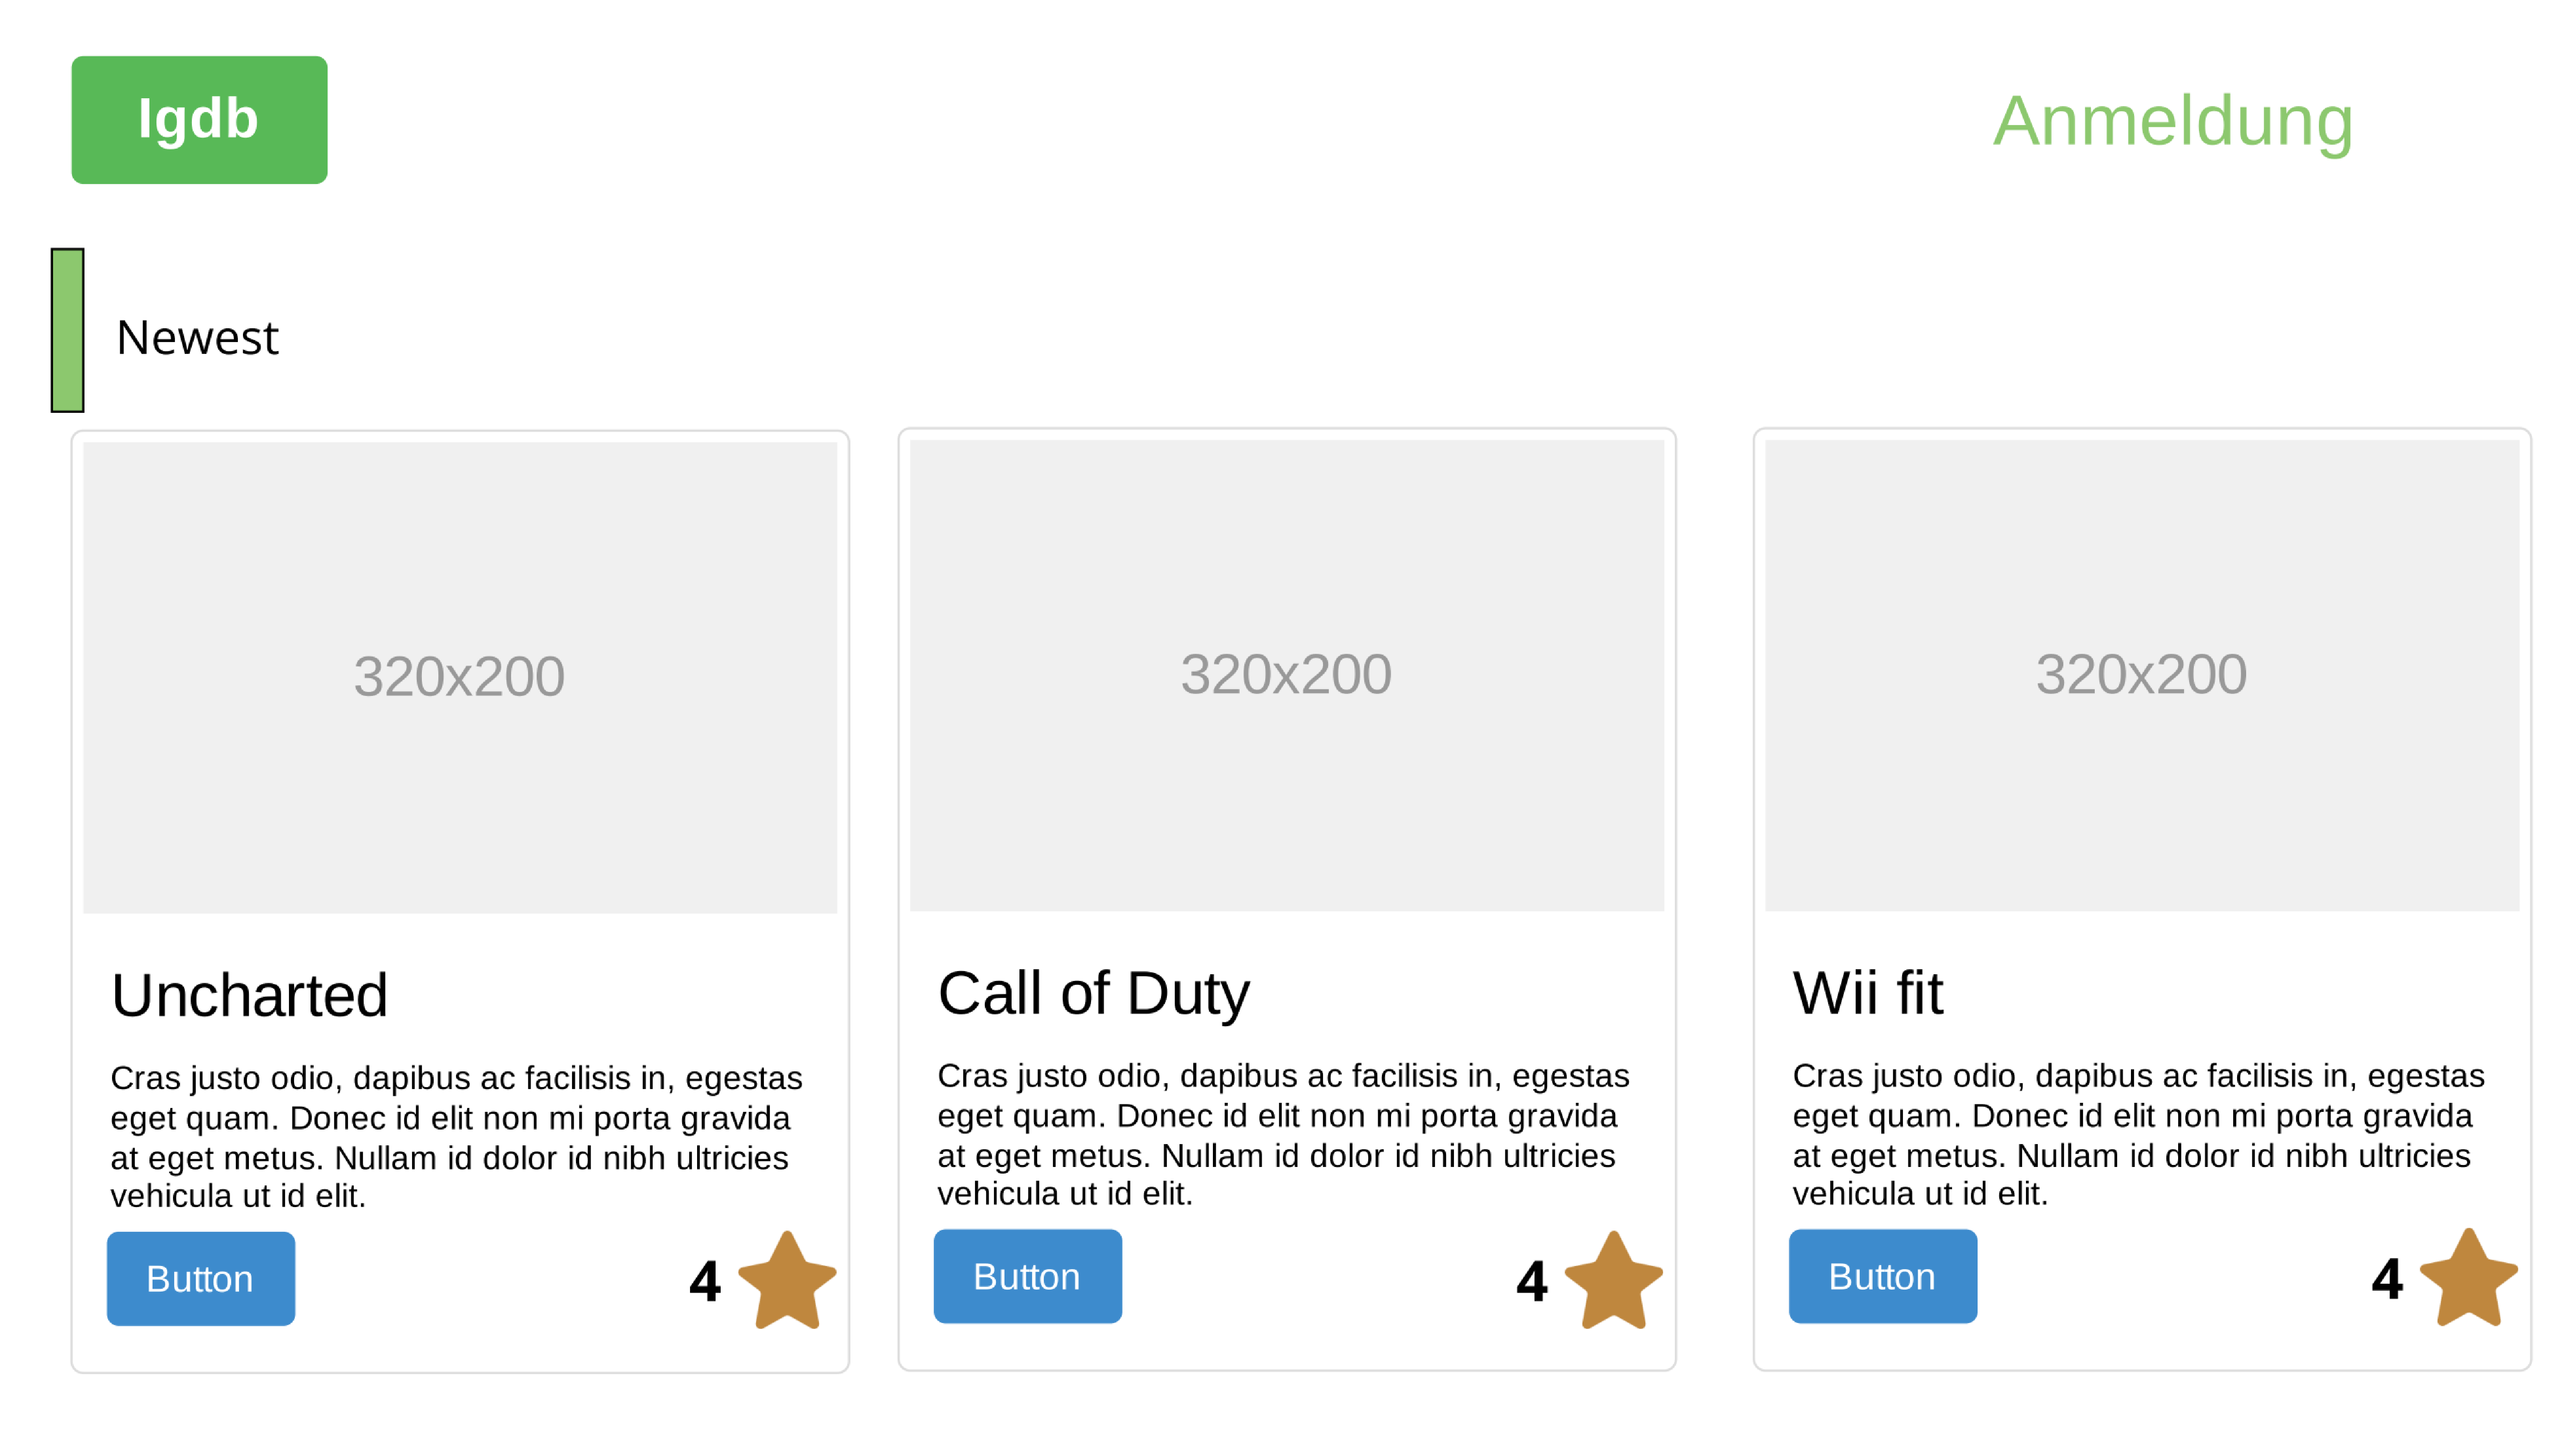 Igdb
Anmeldung
Newest
320x200
320x200
320x200
Uncharted
Cras justo odio, dapibus ac facilisis in, egestas
eget quam. Donec id elit non mi porta gravida
at eget metus. Nullam id dolor id nibh ultricies
vehicula ut id elit.
Button
4
Call of Duty
Cras justo odio, dapibus ac facilisis in, egestas
eget quam. Donec id elit non mi porta gravida
at eget metus. Nullam id dolor id nibh ultricies
vehicula ut id elit.
Button
4
Wii fit
Cras justo odio, dapibus ac facilisis in, egestas
eget quam. Donec id elit non mi porta gravida
at eget metus. Nullam id dolor id nibh ultricies
vehicula ut id elit.
Button
4